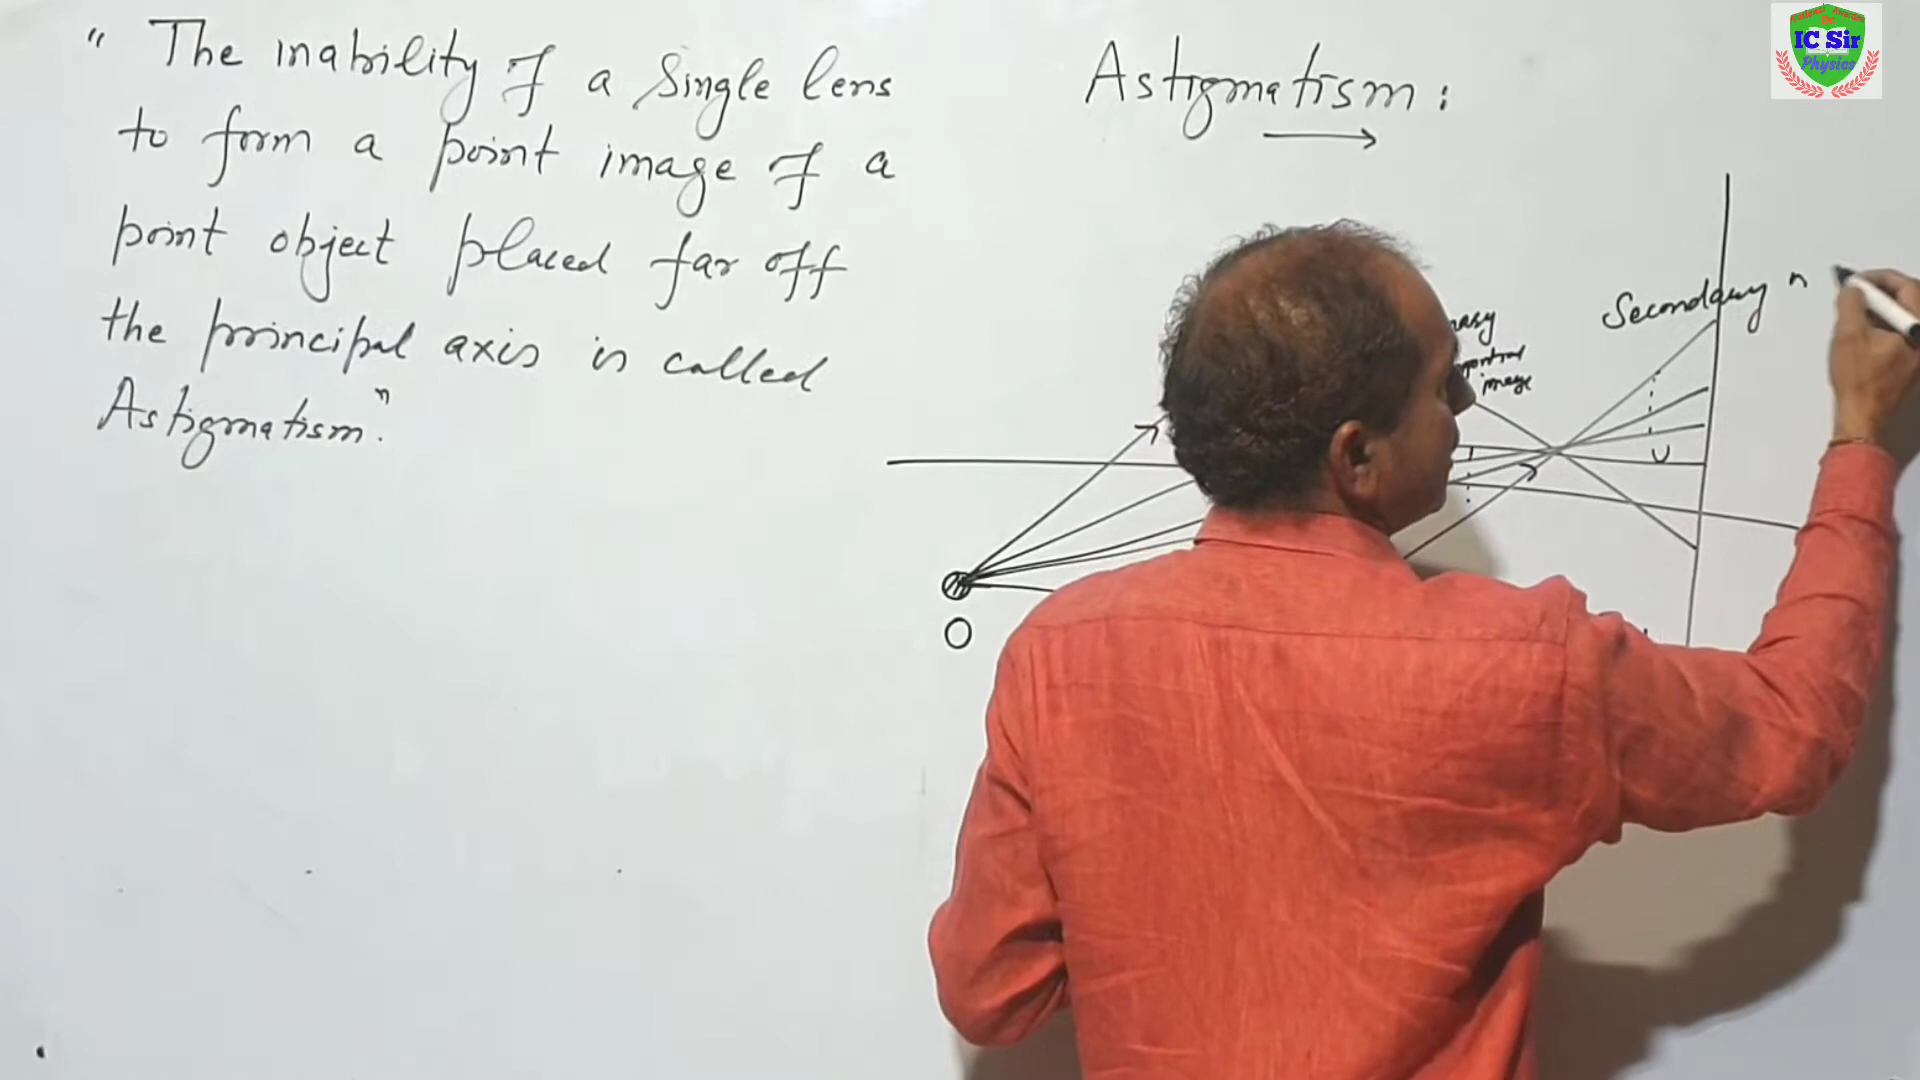 " The inability of a Single lens
to form a point image of a
point object placed far off
the principal axis is called
Astigmatism."
Astigmatism :
image
Secondary n
O
IC Sir
Physics